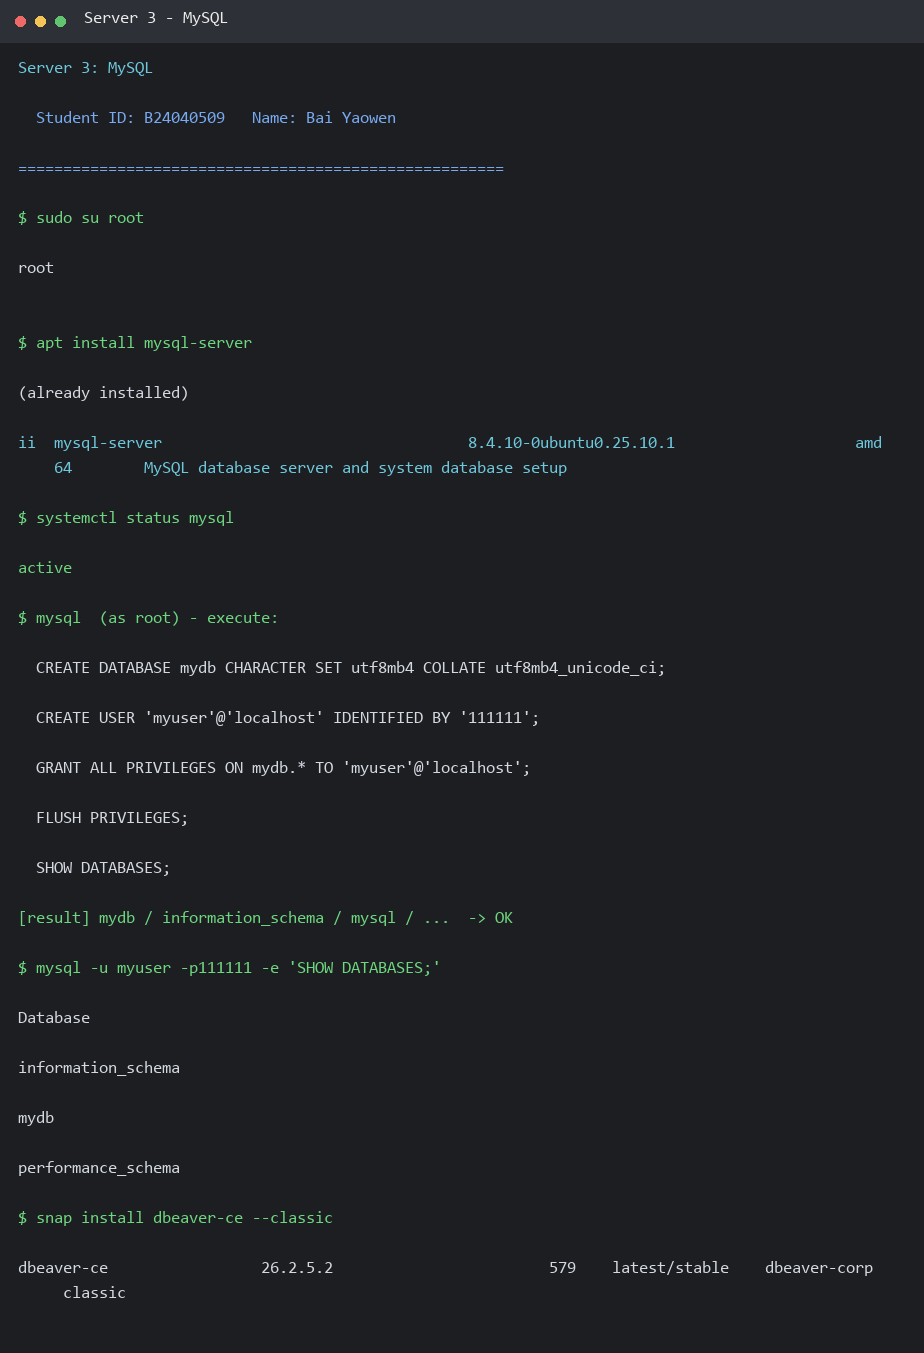 Server 3 - MySQL
Server 3: MySQL
Student ID: B24040509   Name: Bai Yaowen
======================================================
$ sudo su root
root
$ apt install mysql-server
(already installed)
ii  mysql-server                                  8.4.10-0ubuntu0.25.10.1                    amd
64        MySQL database server and system database setup
$ systemctl status mysql
active
$ mysql  (as root) - execute:
CREATE DATABASE mydb CHARACTER SET utf8mb4 COLLATE utf8mb4_unicode_ci;
CREATE USER 'myuser'@'localhost' IDENTIFIED BY '111111';
GRANT ALL PRIVILEGES ON mydb.* TO 'myuser'@'localhost';
FLUSH PRIVILEGES;
SHOW DATABASES;
[result] mydb / information_schema / mysql / ...  -> OK
$ mysql -u myuser -p111111 -e 'SHOW DATABASES;'
Database
information_schema
mydb
performance_schema
$ snap install dbeaver-ce --classic
dbeaver-ce                 26.2.5.2                        579    latest/stable    dbeaver-corp
classic